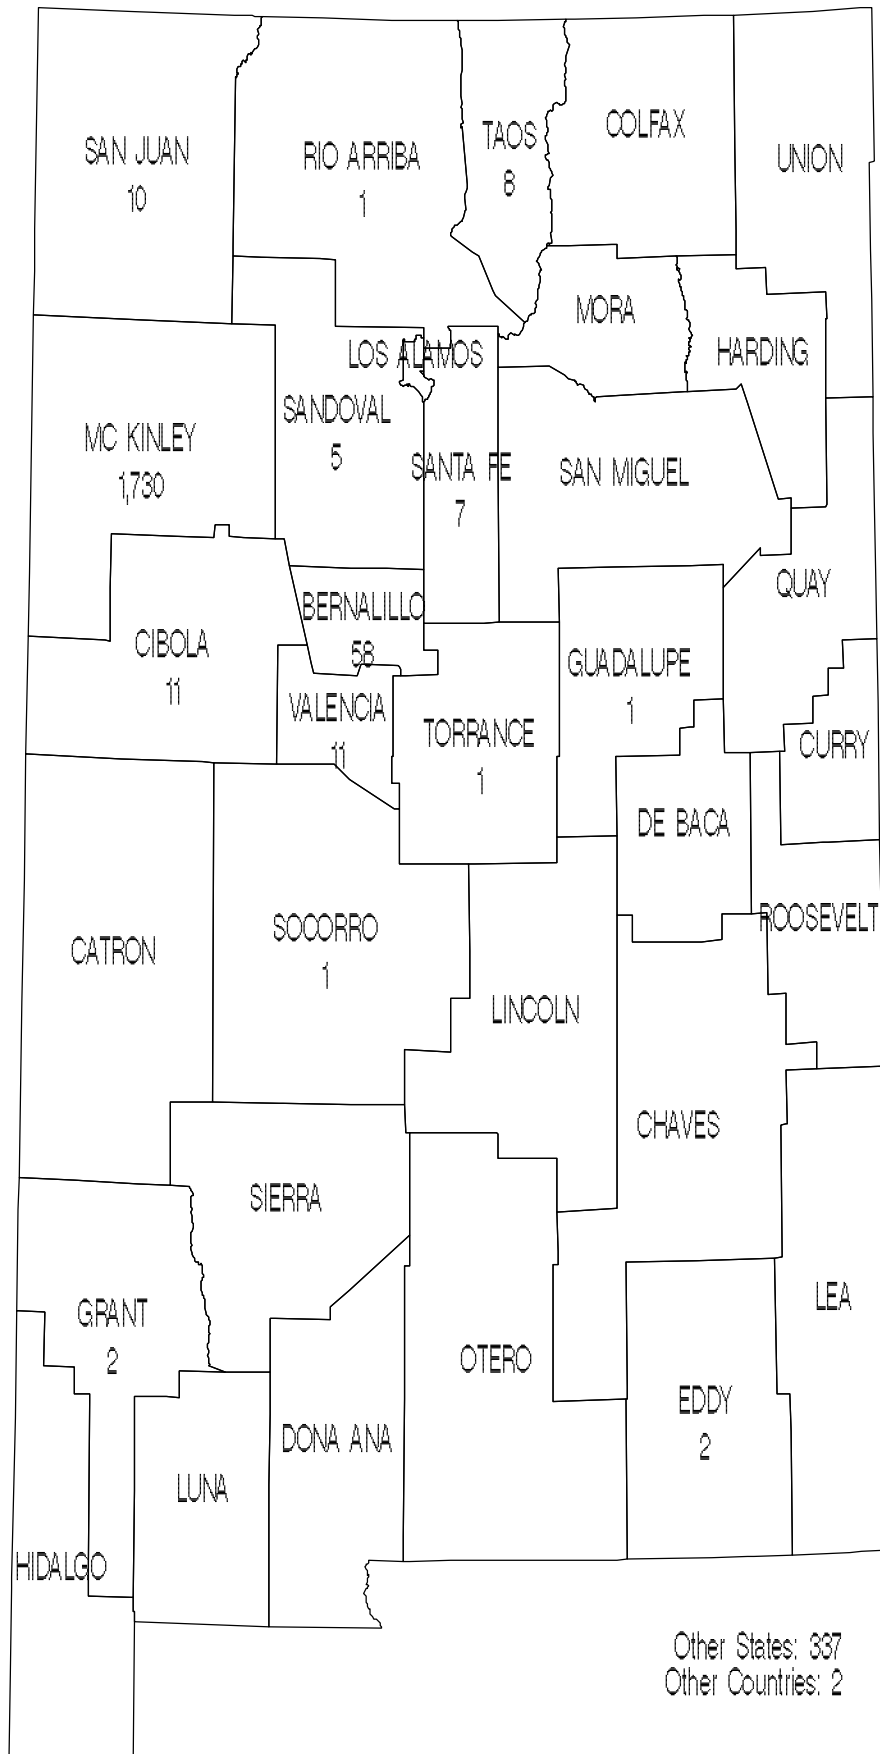 COLFAX
TAOS
8
SAN JUAN
10
RIO ARRIBA
1
UNION
MORA
HARDING
LOS ALAMOS
SANDOVAL
5
MC KINLEY
1,730
SANTA FE
7
SAN MIGUEL
QUAY
BERNALILLO
58
CIBOLA
11
GUADALUPE
1
VALENCIA
11
TORRANCE
1
CURRY
DE BACA
ROOSEVELT
SOCORRO
1
CATRON
LINCOLN
CHAVES
SIERRA
LEA
GRANT
2
OTERO
EDDY
2
DONA ANA
LUNA
HIDALGO
Other States: 337
Other Countries: 2